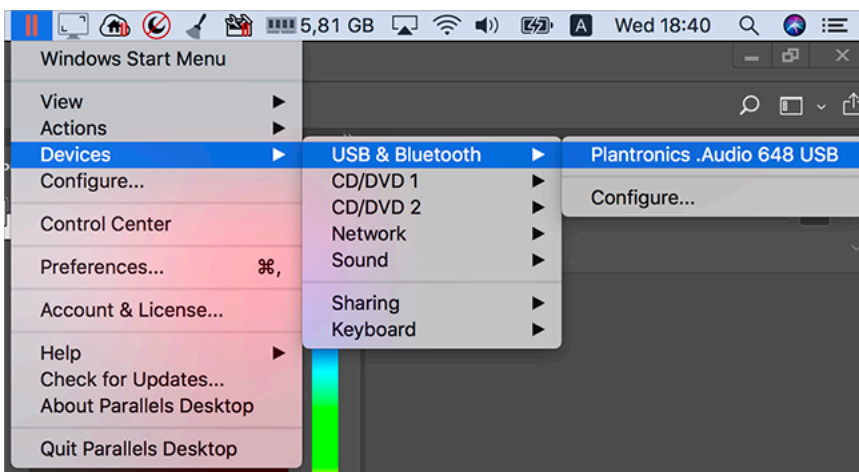 5,81 GB A Wed 18:40
Windows Start Menu
View
Actions
Devices
Configure...
Control Center
Preferences... ⌘,
Account & License...
Help
Check for Updates...
About Parallels Desktop
Quit Parallels Desktop
USB & Bluetooth
CD/DVD 1
CD/DVD 2
Network
Sound
Sharing
Keyboard
Plantronics .Audio 648 USB
Configure...